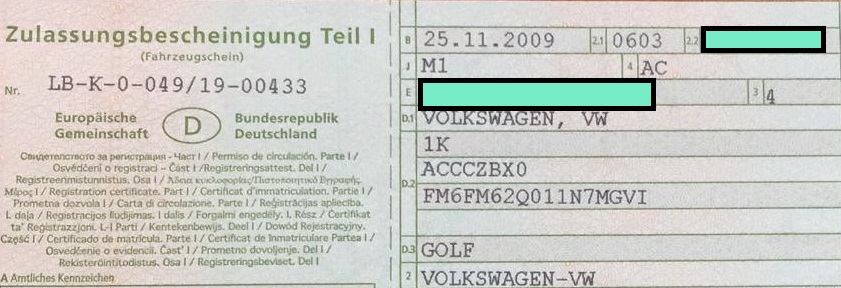 Zulassungsbescheinigung Teil I
(Fahrzeugschein)
Nr. LB-K-0-049/19-00433
Europäische Gemeinschaft
D
Bundesrepublik Deutschland
Свидетелството за регистрация - Част I / Permiso de circulación. Parte I /
Osvědčení o registraci - Část I / Registreringsattest. Del I /
Registreerimistunnistus. Osa I / Άδεια κυκλοφορίας/Πιστοποιητικό Εγγραφής
Μέρος I / Registration certificate. Part I / Certificat d'immatriculation. Partie I /
Prometna dozvola I / Carta di circolazione. Parte I / Reģistrācijas apliecība.
I. daļa / Registracijos liudijimas. I dalis / Forgalmi engedély. I. Rész / Certifikat
ta' Reġistrazzjoni. L-I Parti / Kentekenbewijs. Deel I / Dowód Rejestracyjny.
Część I / Certificado de matrícula. Parte I / Certificat de Inmatriculare Partea I /
Osvedčenie o evidencii. Časť I / Prometno dovoljenje. Del I /
Rekisteröintitodistus. Osa I / Registreringsbeviset. Del I
A Amtliches Kennzeichen
B 25.11.2009 2.1 0603 2.2
J M1 4 AC
E 3 4
D.1 VOLKSWAGEN, VW
1K
D.2 ACCCZBX0
FM6FM62Q011N7MGVI
D.3 GOLF
2 VOLKSWAGEN-VW